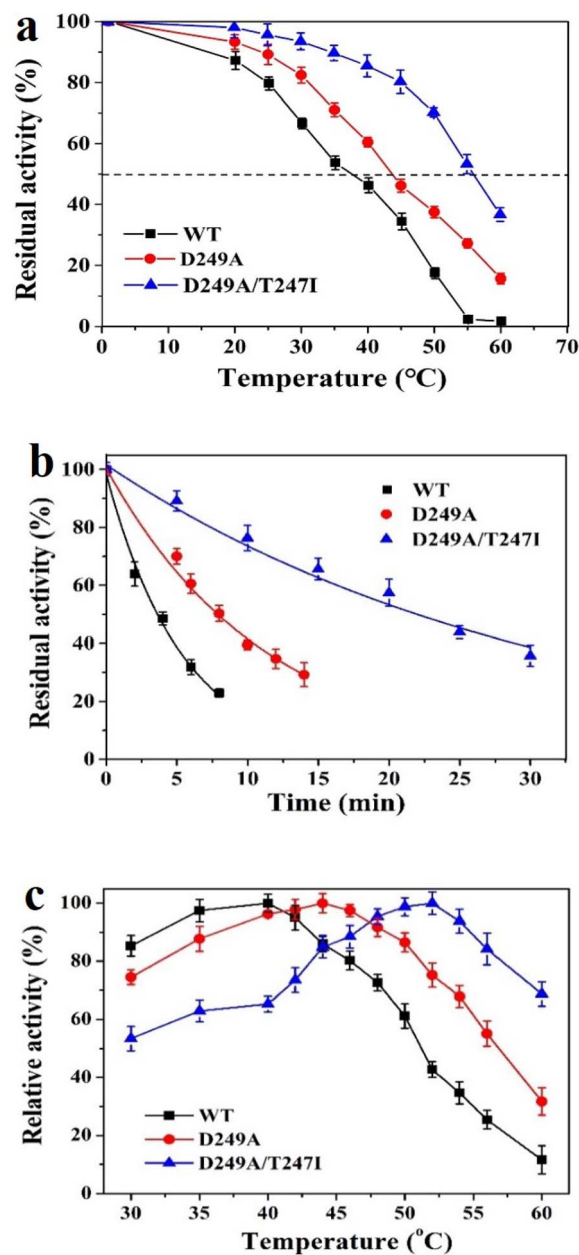 a
Residual activity (%)
100
80
60
40
20
0
WT
D249A
D249A/T247I
0 10 20 30 40 50 60 70
Temperature (°C)
b
Residual activity (%)
100
80
60
40
20
0
WT
D249A
D249A/T247I
0 5 10 15 20 25 30
Time (min)
c
Relative activity (%)
100
80
60
40
20
0
WT
D249A
D249A/T247I
30 35 40 45 50 55 60
Temperature (°C)